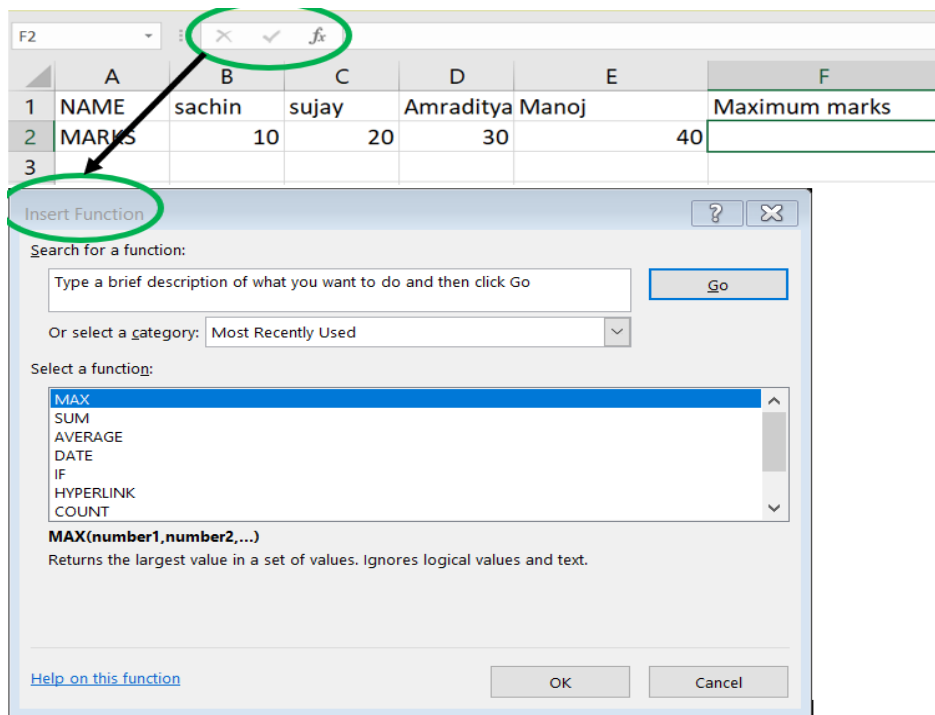 F2 fx
A B C D E F
1 NAME sachin sujay Amraditya Manoj Maximum marks
2 MARKS 10 20 30 40
3
Insert Function
Search for a function:
Type a brief description of what you want to do and then click Go
Go
Or select a category: Most Recently Used
Select a function:
MAX
SUM
AVERAGE
DATE
IF
HYPERLINK
COUNT
MAX(number1,number2,...)
Returns the largest value in a set of values. Ignores logical values and text.
Help on this function
OK Cancel